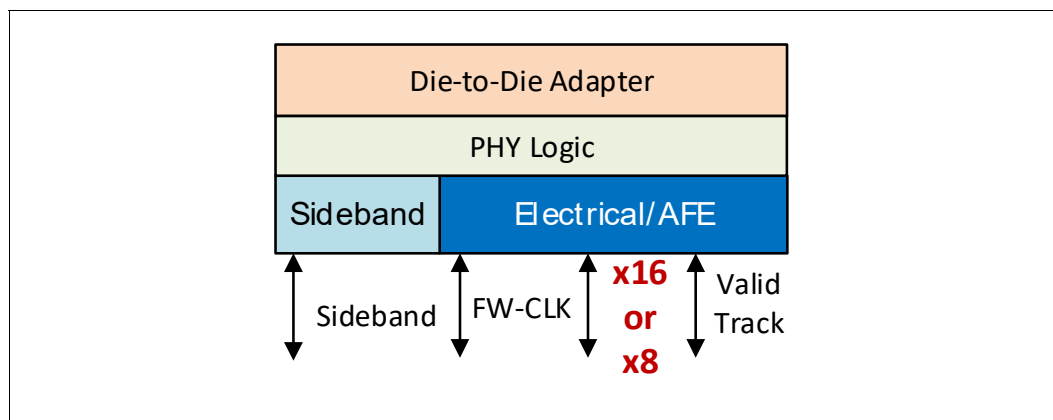 Die-to-Die Adapter
PHY Logic
Sideband
Electrical/AFE
Sideband
FW-CLK
x16
or
x8
Valid
Track